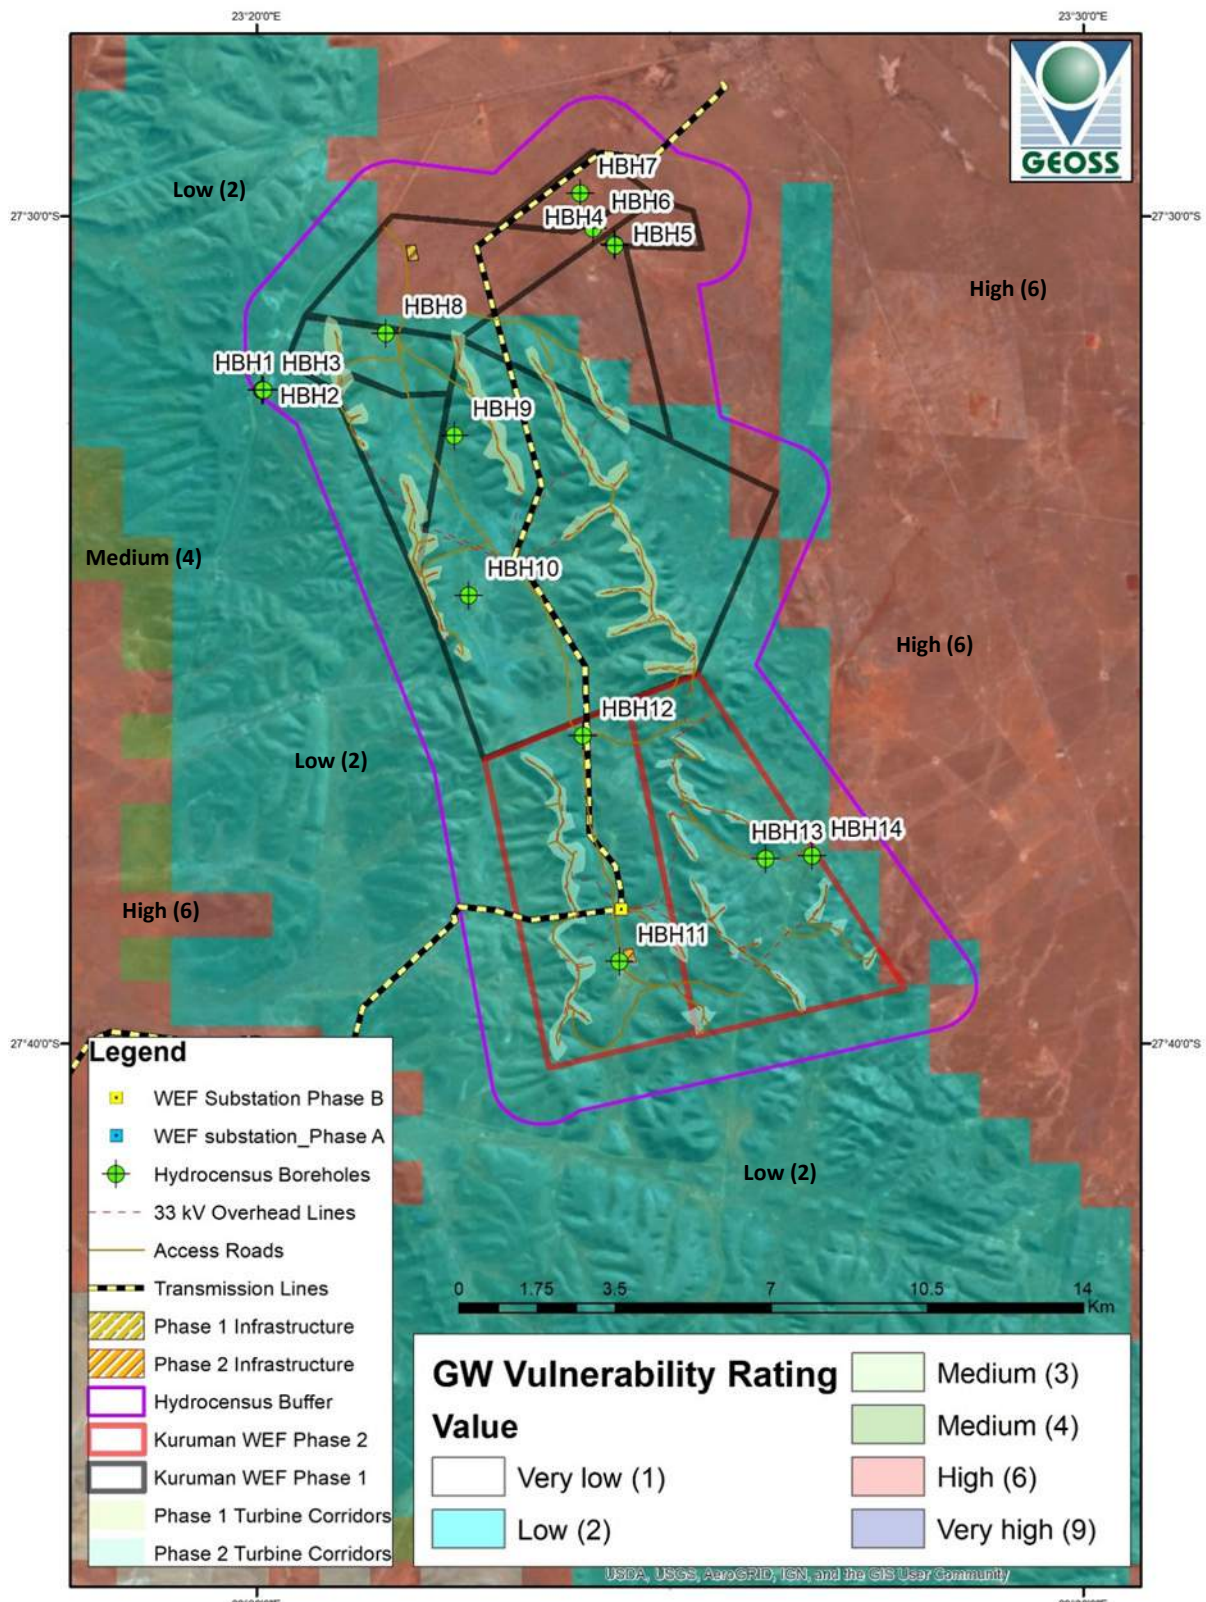 23°20'0"E
23°30'0"E
GEOSS
HBH7
Low (2)
HBH6
27°30'0"S
HBH4
27°30'0"S
HBH5
High (6)
HBH8
HBH1 HBH3
HBH2
HBH9
Medium (4)
HBH10
High (6)
HBH12
Low (2)
HBH13 HBH14
High (6)
HBH11
27°40'0"S
27°40'0"S
Legend
WEF Substation Phase B
WEF substation_Phase A
Hydrocensus Boreholes
33 kV Overhead Lines
Access Roads
Transmission Lines
Phase 1 Infrastructure
Phase 2 Infrastructure
Hydrocensus Buffer
Kuruman WEF Phase 2
Kuruman WEF Phase 1
Phase 1 Turbine Corridors
Phase 2 Turbine Corridors
Low (2)
0 1.75 3.5 7 10.5 14
Km
GW Vulnerability Rating
Value
Very low (1)
Low (2)
Medium (3)
Medium (4)
High (6)
Very high (9)
USDA, USGS, AeroGRID, IGN, and the GIS User Community